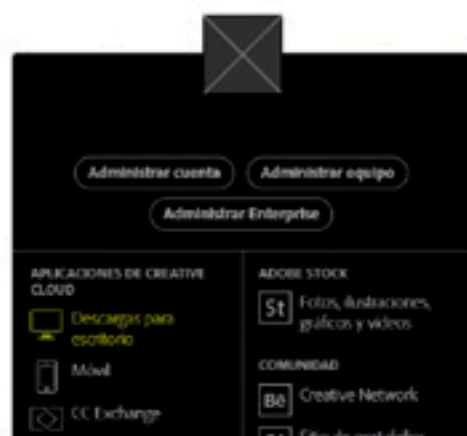 Administrar cuenta
Administrar equipo
Administrar Enterprise
APLICACIONES DE CREATIVE
CLOUD
Descargas para
escritorio
Móvil
CC Exchange
ADOBE STOCK
St
Fotos, ilustraciones,
gráficos y vídeos
COMUNIDAD
Bē
Creative Network